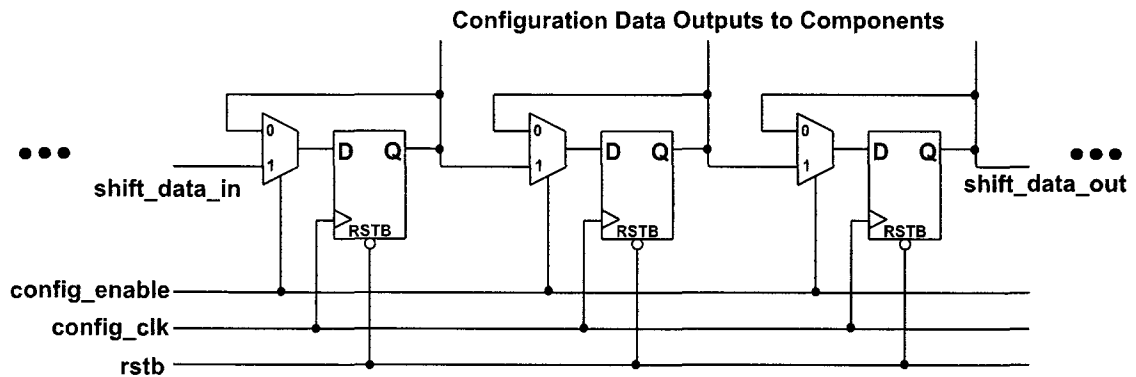 Configuration Data Outputs to Components
0
1
D Q
RSTB
0
1
D Q
RSTB
0
1
D Q
RSTB
shift_data_in
shift_data_out
config_enable
config_clk
rstb